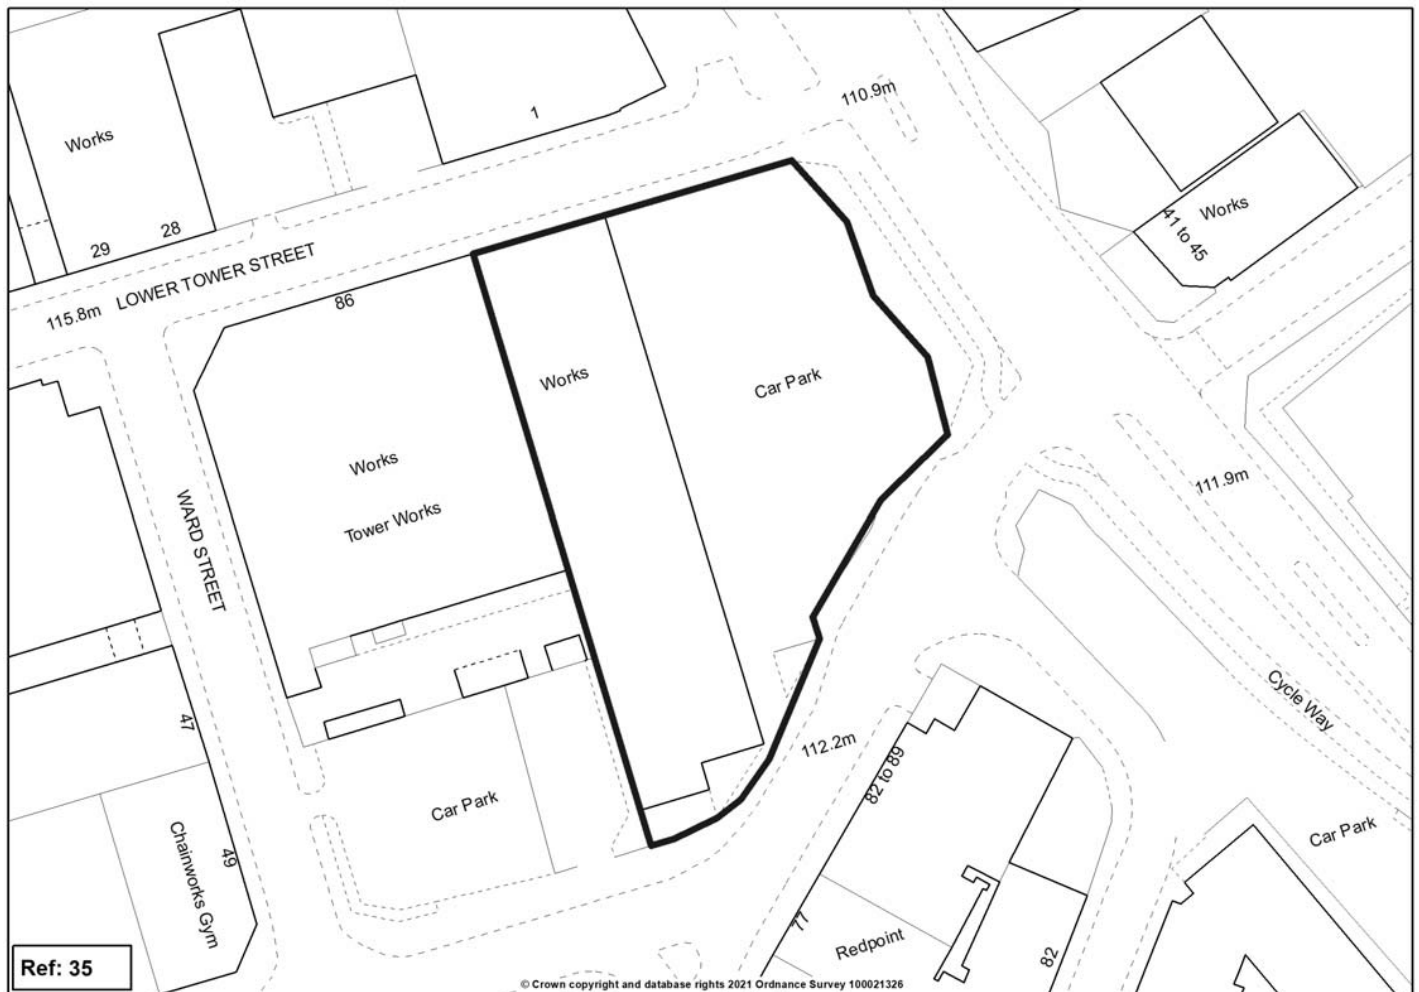 110.9m
1
Works
28
29
LOWER TOWER STREET
115.8m
86
Works
41 to 45
Works
Car Park
Works
Tower Works
WARD STREET
111.9m
Cycle Way
47
112.2m
82 to 89
Car Park
Car Park
Chainworks Gym
49
77
Redpoint
82
Ref: 35
© Crown copyright and database rights 2021 Ordnance Survey 100021326